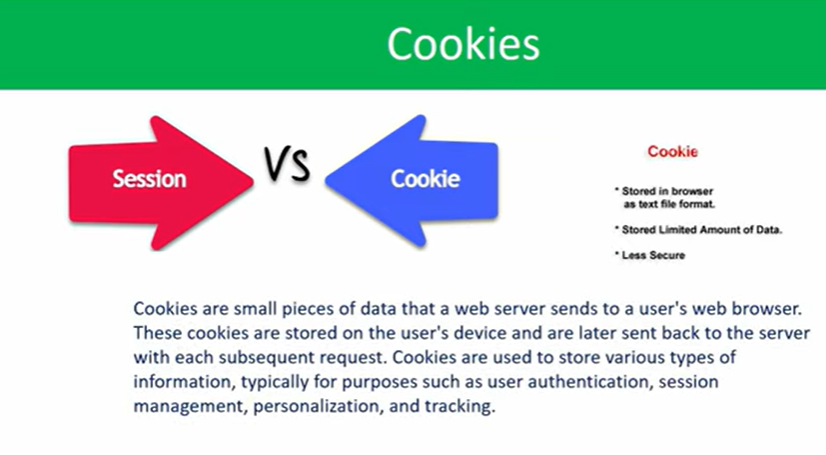 Cookies
Session
VS
Cookie
Cookie
* Stored in browser
as text file format.
* Stored Limited Amount of Data.
* Less Secure
Cookies are small pieces of data that a web server sends to a user's web browser.
These cookies are stored on the user's device and are later sent back to the server
with each subsequent request. Cookies are used to store various types of
information, typically for purposes such as user authentication, session
management, personalization, and tracking.